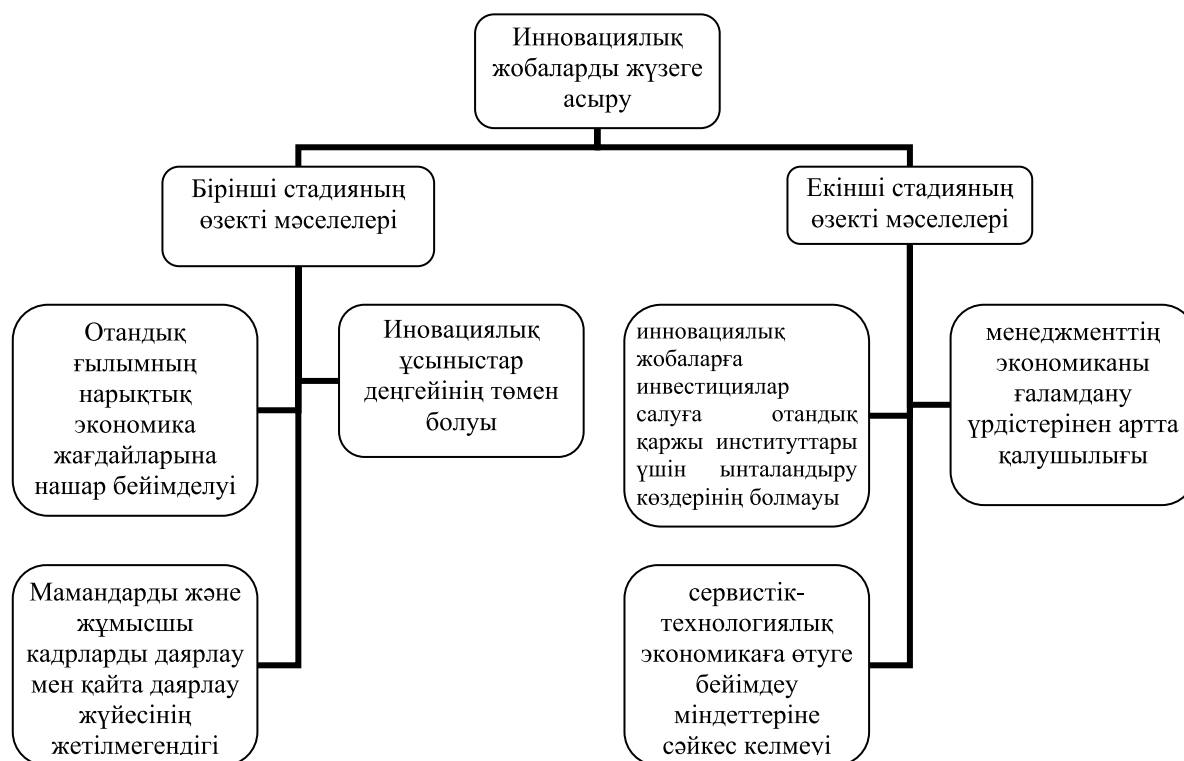 Инновациялық
жобаларды жүзеге
асыру
Бірінші стадияның
өзекті мәселелері
Екінші стадияның
өзекті мәселелері
Отандық
ғылымның
нарықтық
экономика
жағдайларына
нашар бейімделуі
Иновациялық
ұсыныстар
деңгейінің төмен
болуы
инновациялық
жобаларға
инвестициялар
салуға отандық
қаржы институттары
үшін ынталандыру
көздерінің болмауы
менеджменттің
экономиканы
ғаламдану
үрдістерінен артта
қалушылығы
Мамандарды және
жұмысшы
кадрларды даярлау
мен қайта даярлау
жүйесінің
жетілмегендігі
сервистік-
технологиялық
экономикаға өтуге
бейімдеу
міндеттеріне
сәйкес келмеуі